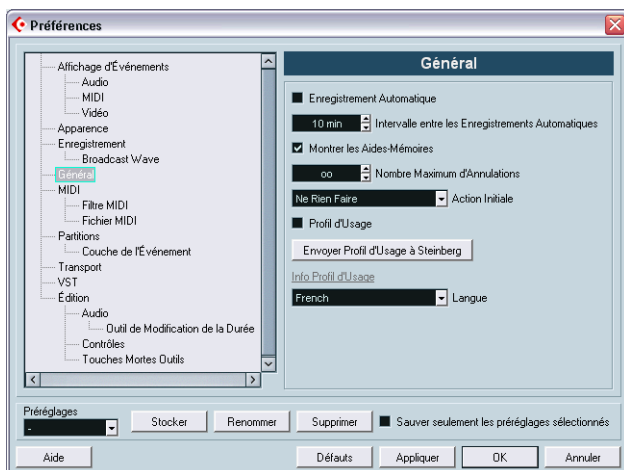 Préférences
Affichage d'Événements
Audio
MIDI
Vidéo
Apparence
Enregistrement
Broadcast Wave
Général
MIDI
Filtre MIDI
Fichier MIDI
Partitions
Couche de l'Événement
Transport
VST
Édition
Audio
Outil de Modification de la Durée
Contrôles
Touches Mortes Outils
Général
Enregistrement Automatique
10 min Intervalle entre les Enregistrements Automatiques
Montrer les Aides-Mémoires
oo Nombre Maximum d'Annulations
Ne Rien Faire Action Initiale
Profil d'Usage
Envoyer Profil d'Usage à Steinberg
Info Profil d'Usage
French Langue
Préréglages
- Stocker Renommer Supprimer Sauver seulement les préréglages sélectionnés
Aide Défauts Appliquer OK Annuler